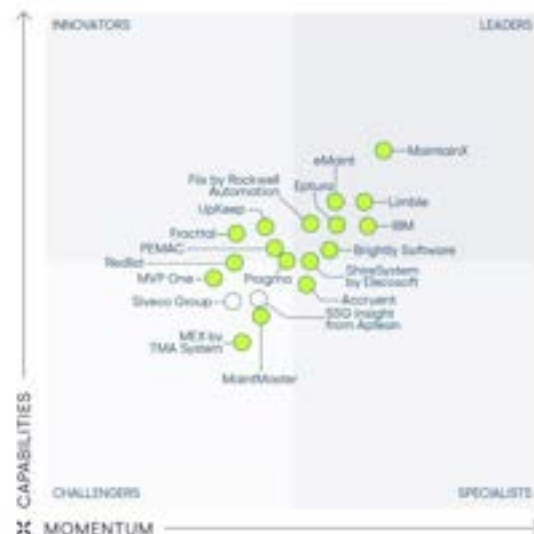 INNOVATORS
LEADERS
MaintainX
eMaint
Fiix by Rockwell
Automation
Eptura
Limble
UpKeep
IBM
Fracttal
PEMAC
Brightly Software
Redlist
ShireSystem
by Elecosoft
MVP One
Pragma
Accruent
Siveco Group
SSG Insight
from Aptean
MEX by
TMA System
MaintMaster
CAPABILITIES
CHALLENGERS
SPECIALISTS
MOMENTUM